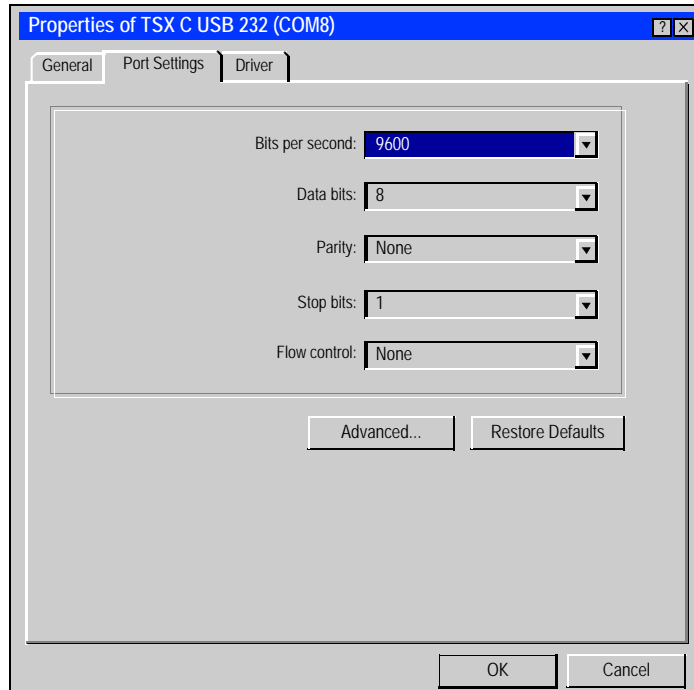 Properties of TSX C USB 232 (COM8)
General Port Settings Driver
Bits per second: 9600
Data bits: 8
Parity: None
Stop bits: 1
Flow control: None
Advanced... Restore Defaults
OK Cancel